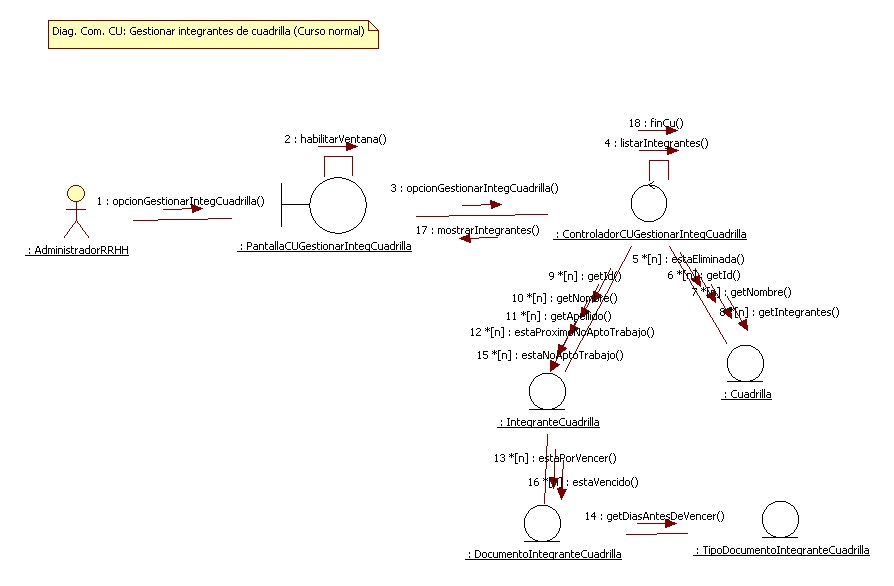 Diag. Com. CU: Gestionar integrantes de cuadrilla (Curso normal)
18 : finCu()
2 : habilitarVentana()
4 : listarIntegrantes()
1 : opcionGestionarIntegCuadrilla()
3 : opcionGestionarIntegCuadrilla()
17 : mostrarIntegrantes()
: AdministradorRRHH
: PantallaCUGestionarIntegCuadrilla
: ControladorCUGestionarIntegCuadrilla
5 *[n] : estaEliminada()
6 *[n] : getId()
7 *[n] : getNombre()
8 *[n] : getIntegrantes()
9 *[n] : getId()
10 *[n] : getNombre()
11 *[n] : getApellido()
12 *[n] : estaProximoNoAptoTrabajo()
15 *[n] : estaNoAptoTrabajo()
: Cuadrilla
: IntegranteCuadrilla
13 *[n] : estaPorVencer()
16 *[n] : estaVencido()
14 : getDiasAntesDeVencer()
: DocumentoIntegranteCuadrilla
: TipoDocumentoIntegranteCuadrilla